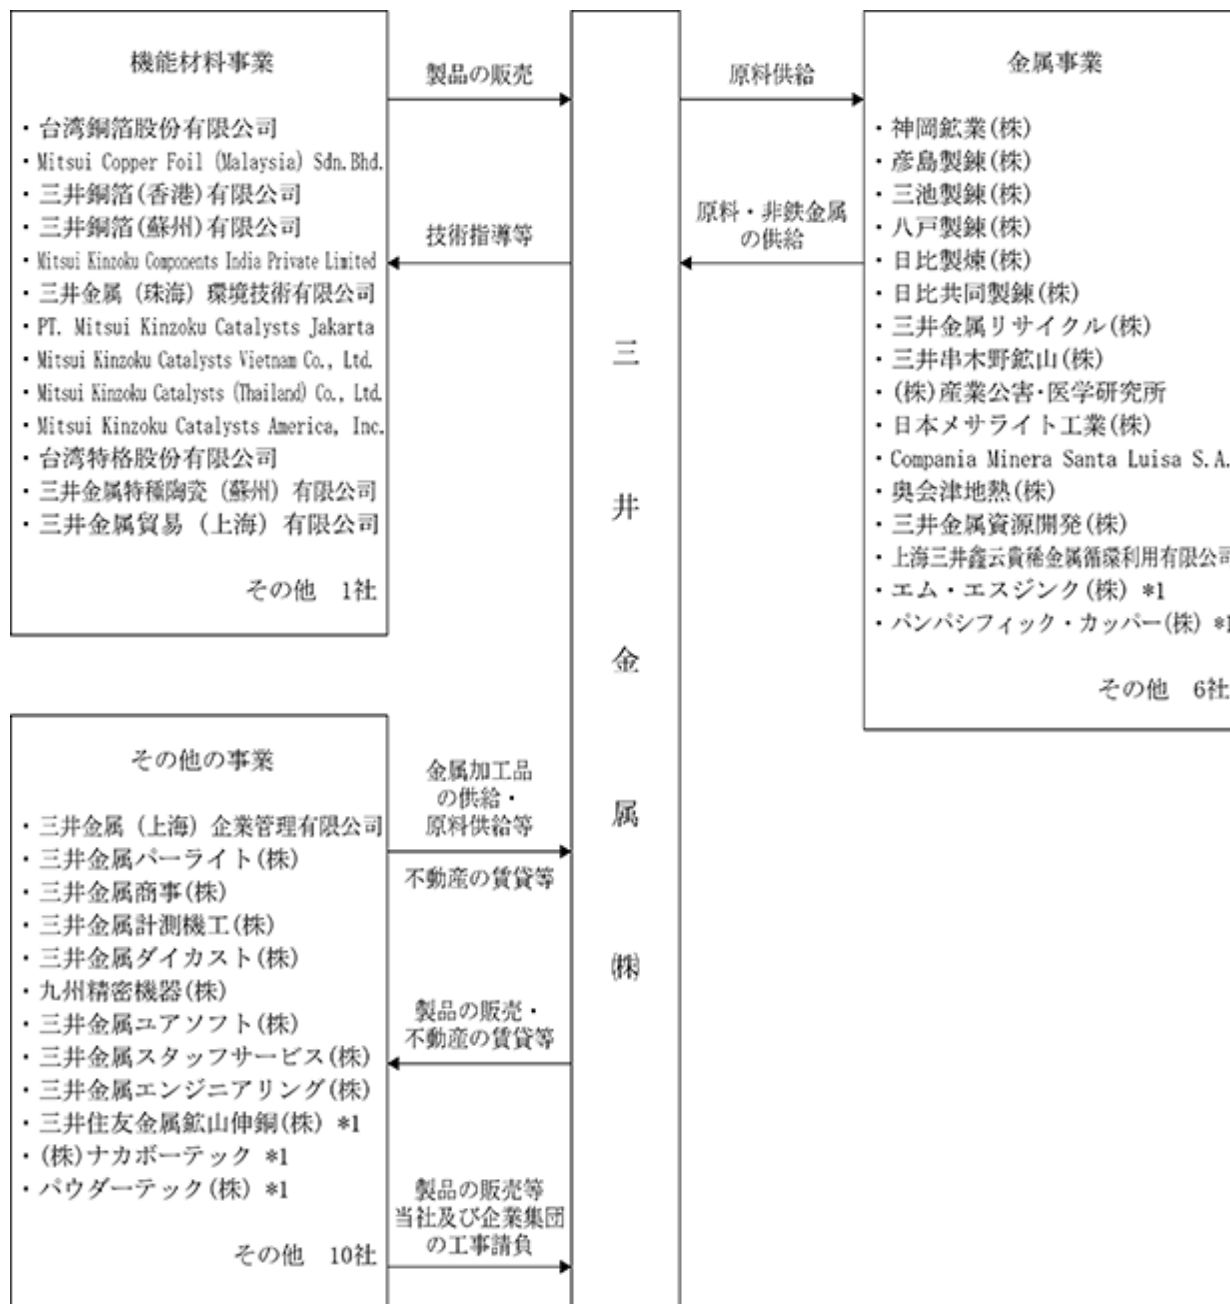 機能材料事業
・台湾銅箔股份有限公司
・Mitsui Copper Foil (Malaysia) Sdn.Bhd.
・三井銅箔(香港)有限公司
・三井銅箔(蘇州)有限公司
・Mitsui Kinzoku Components India Private Limited
・三井金属（珠海）環境技術有限公司
・PT. Mitsui Kinzoku Catalysts Jakarta
・Mitsui Kinzoku Catalysts Vietnam Co., Ltd.
・Mitsui Kinzoku Catalysts (Thailand) Co., Ltd.
・Mitsui Kinzoku Catalysts America, Inc.
・台湾特格股份有限公司
・三井金属特種陶瓷（蘇州）有限公司
・三井金属貿易（上海）有限公司
その他　1社
製品の販売
技術指導等
その他の事業
・三井金属（上海）企業管理有限公司
・三井金属パーライト(株)
・三井金属商事(株)
・三井金属計測機工(株)
・三井金属ダイカスト(株)
・九州精密機器(株)
・三井金属ユアソフト(株)
・三井金属スタッフサービス(株)
・三井金属エンジニアリング(株)
・三井住友金属鉱山伸銅(株) *1
・(株)ナカボーテック *1
・パウダーテック(株) *1
その他　10社
金属加工品
の供給・
原料供給等
不動産の賃貸等
製品の販売・
不動産の賃貸等
製品の販売等
当社及び企業集団
の工事請負
三井金属㈱
原料供給
原料・非鉄金属
の供給
金属事業
・神岡鉱業(株)
・彦島製錬(株)
・三池製錬(株)
・八戸製錬(株)
・日比製煉(株)
・日比共同製錬(株)
・三井金属リサイクル(株)
・三井串木野鉱山(株)
・(株)産業公害・医学研究所
・日本メサライト工業(株)
・Compania Minera Santa Luisa S.A.
・奥会津地熱(株)
・三井金属資源開発(株)
・上海三井鑫云貴稀金属循環利用有限公司
・エム・エスジンク(株) *1
・パンパシフィック・カッパー(株) *1
その他　6社